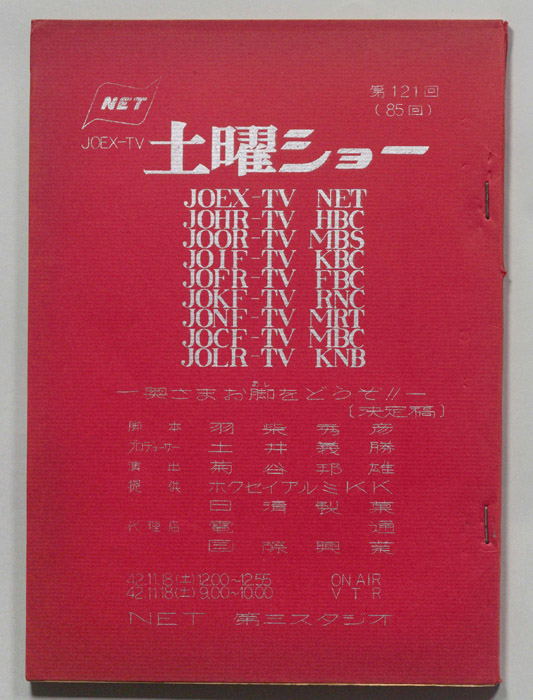 NET
第121回
(85回)
JOEX-TV 土曜ショー
JOEX-TV NET
JOHR-TV HBC
JOOR-TV MBS
JOIF-TV KBC
JOFR-TV FBC
JOKF-TV RNC
JONF-TV MRT
JOCF-TV MBC
JOLR-TV KNB
あし
―奥さまお脚をどうぞ!!―
〔決定稿〕
脚本 羽柴秀彦
プロデューサー 土井義勝
演出 菊谷邦雄
提供 ホクセイアルミKK
日清製菓
代理店 電通
国際興業
42.11.18(土)12.00~12.55 ON AIR
42.11.18(土)9.00~10.00 VTR
NET 第三スタジオ